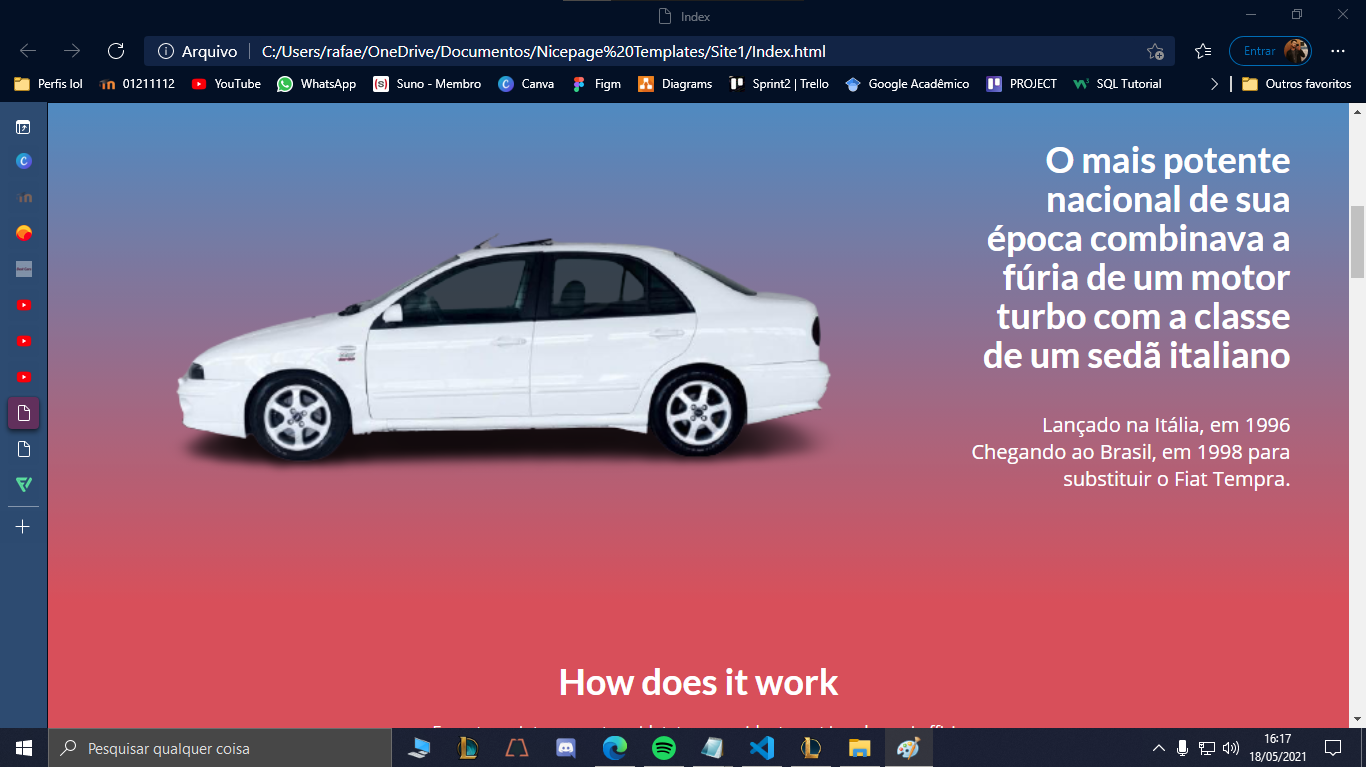 Index
Arquivo
C:/Users/rafae/OneDrive/Documentos/Nicepage%20Templates/Site1/Index.html
Entrar
Perfis lol
01211112
YouTube
WhatsApp
Suno - Membro
Canva
Figm
Diagrams
Sprint2 | Trello
Google Acadêmico
PROJECT
SQL Tutorial
Outros favoritos
O mais potente
nacional de sua
época combinava a
fúria de um motor
turbo com a classe
de um sedã italiano
Lançado na Itália, em 1996
Chegando ao Brasil, em 1998 para
substituir o Fiat Tempra.
How does it work
Pesquisar qualquer coisa
16:17
18/05/2021